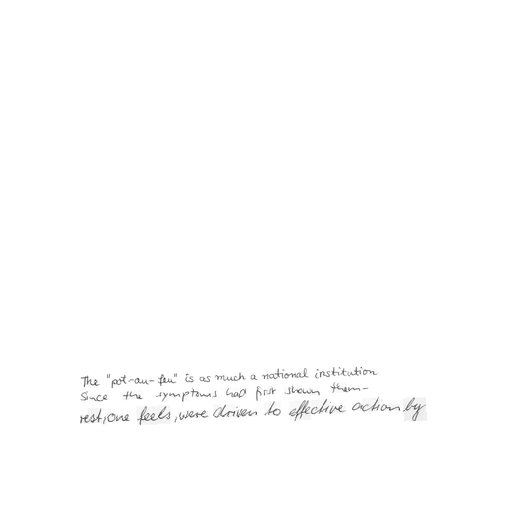 The "pot-au-feu" is as much a national institution
Since the symptoms had first shown them-
rest, one feels, were driven to effective action by